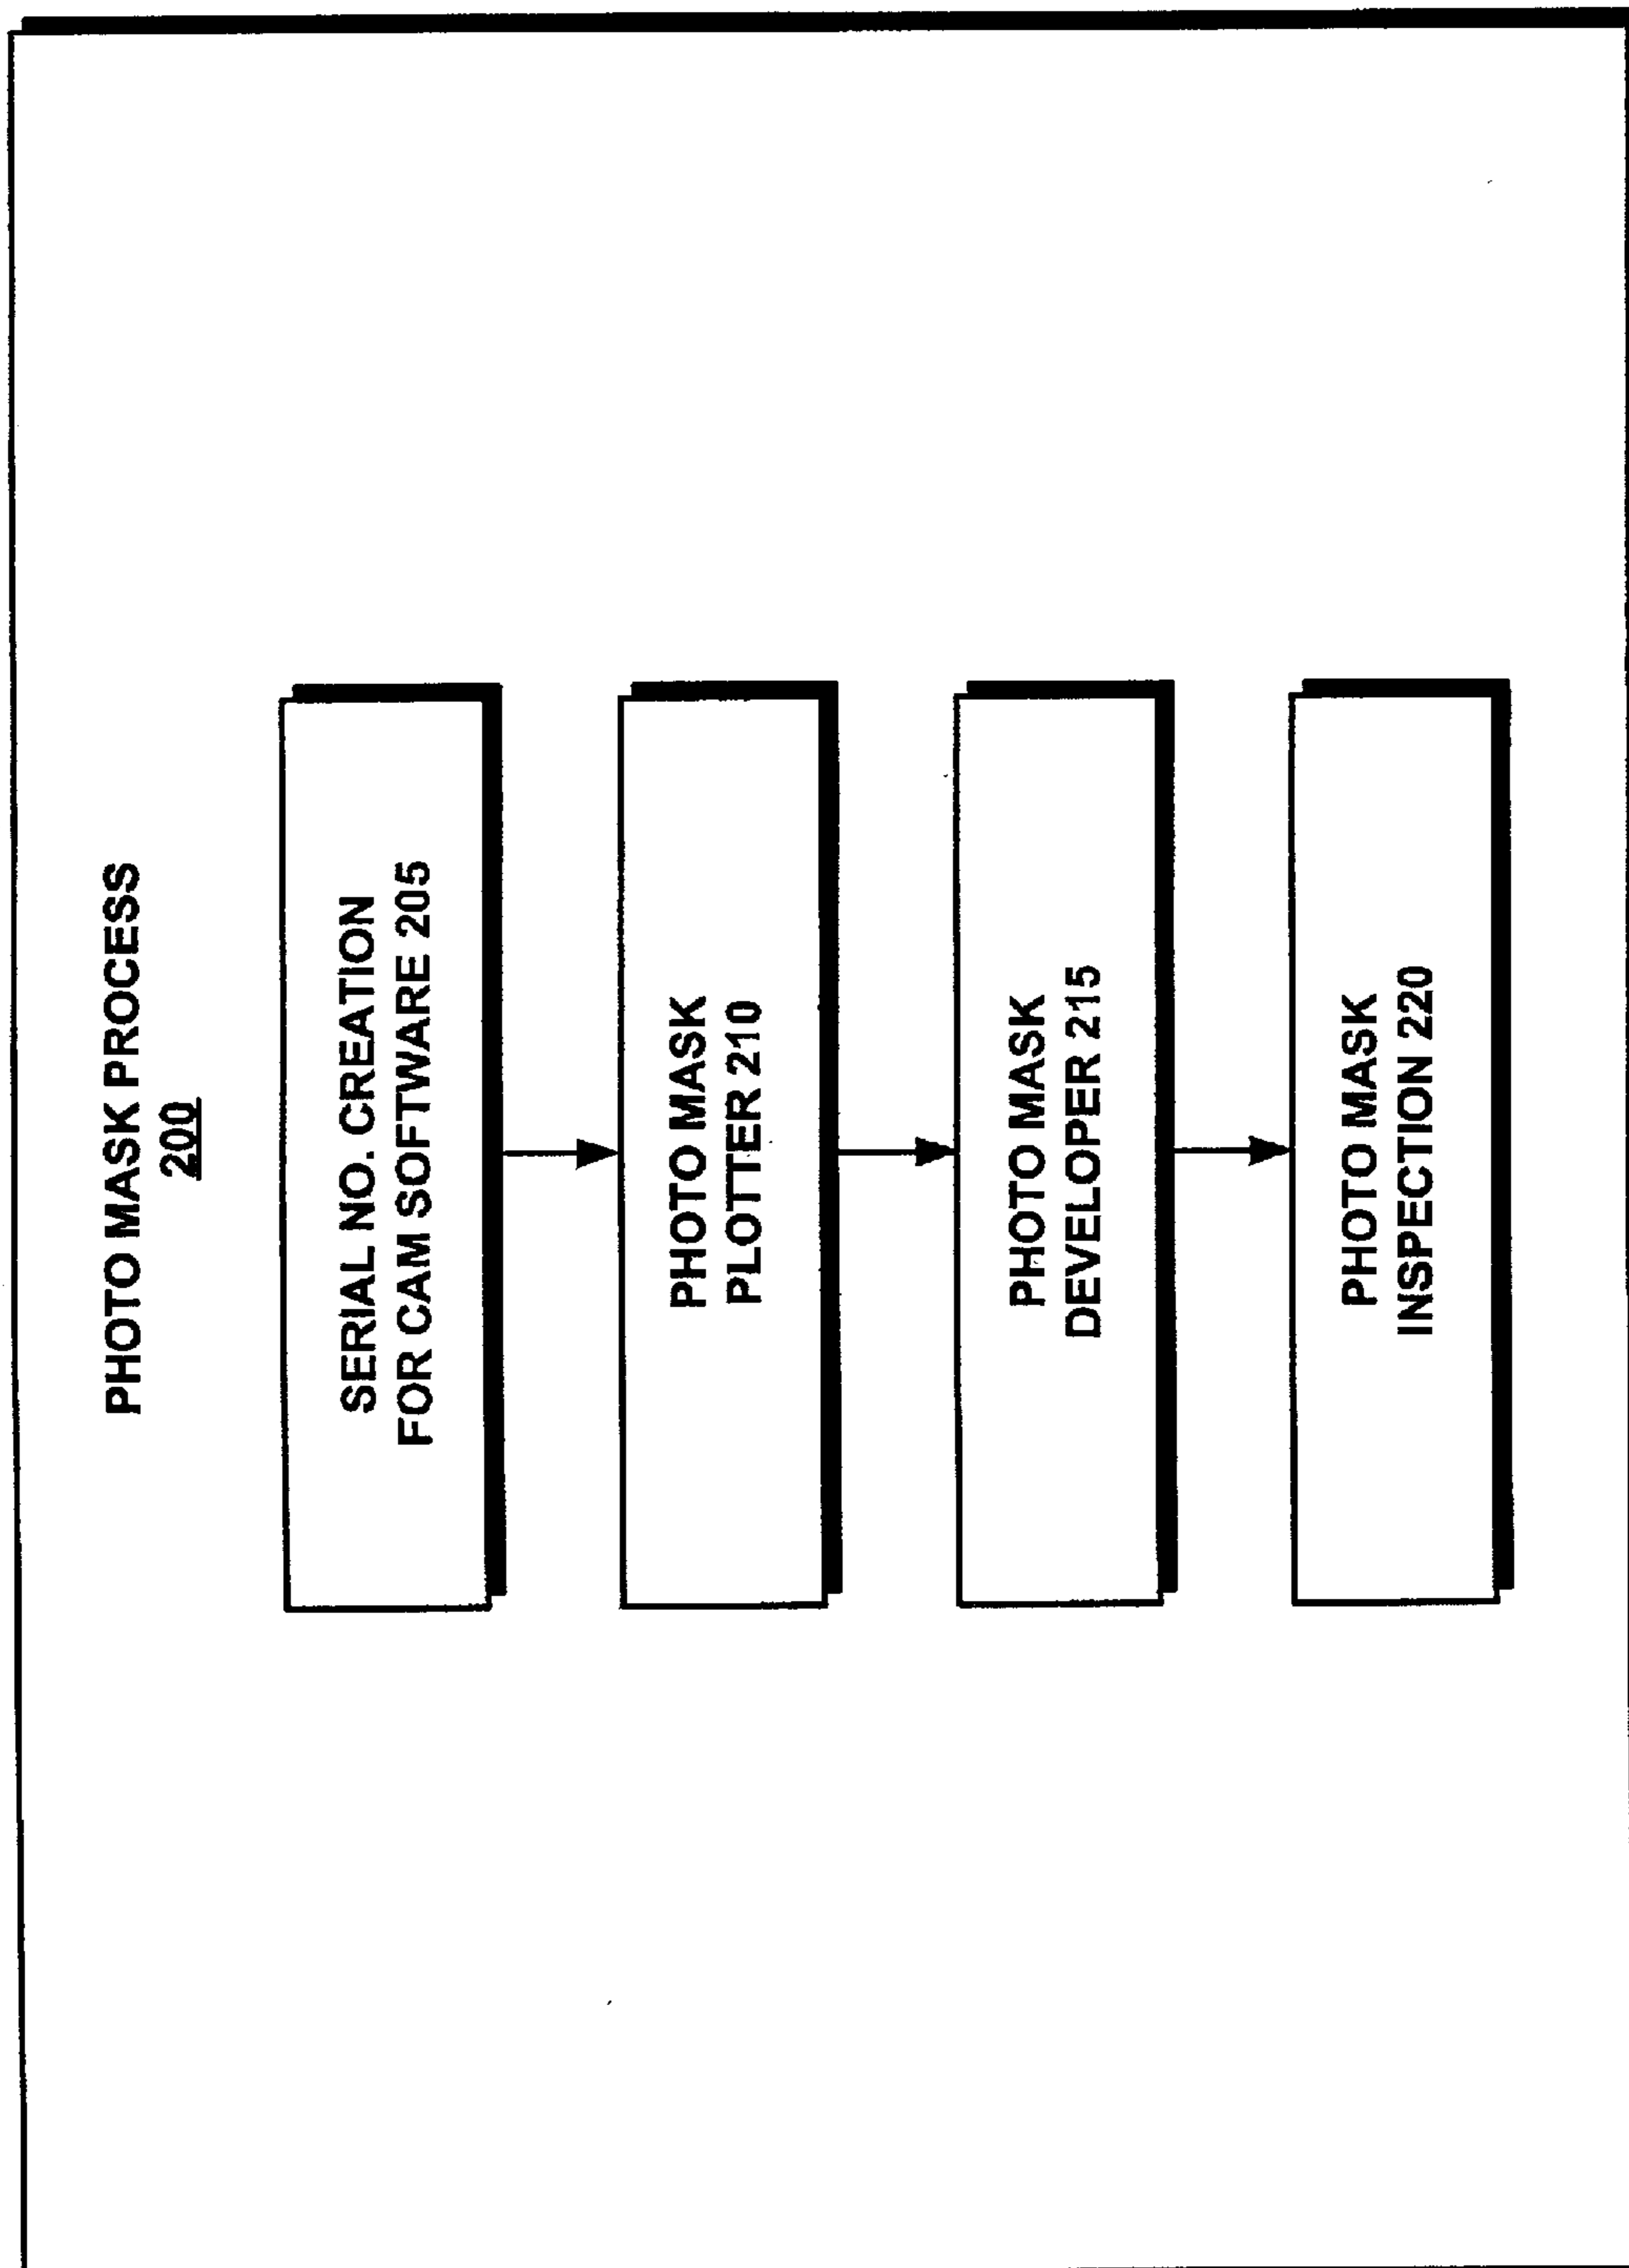 PHOTO MASK PROCESS
200
SERIAL NO. CREATION
FOR CAM SOFTWARE 205
PHOTO MASK
PLOTTER 210
PHOTO MASK
DEVELOPER 215
PHOTO MASK
INSPECTION 220